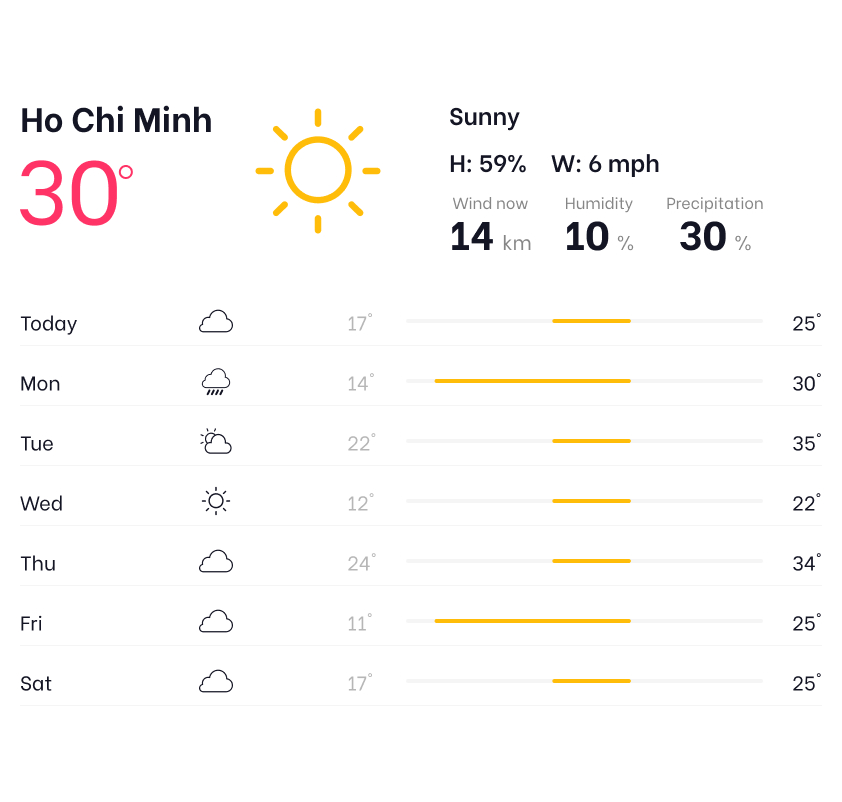 Ho Chi Minh
30°
Sunny
H: 59% W: 6 mph
Wind now Humidity Precipitation
14 km 10 % 30 %
Today 17° 25°
Mon 14° 30°
Tue 22° 35°
Wed 12° 22°
Thu 24° 34°
Fri 11° 25°
Sat 17° 25°